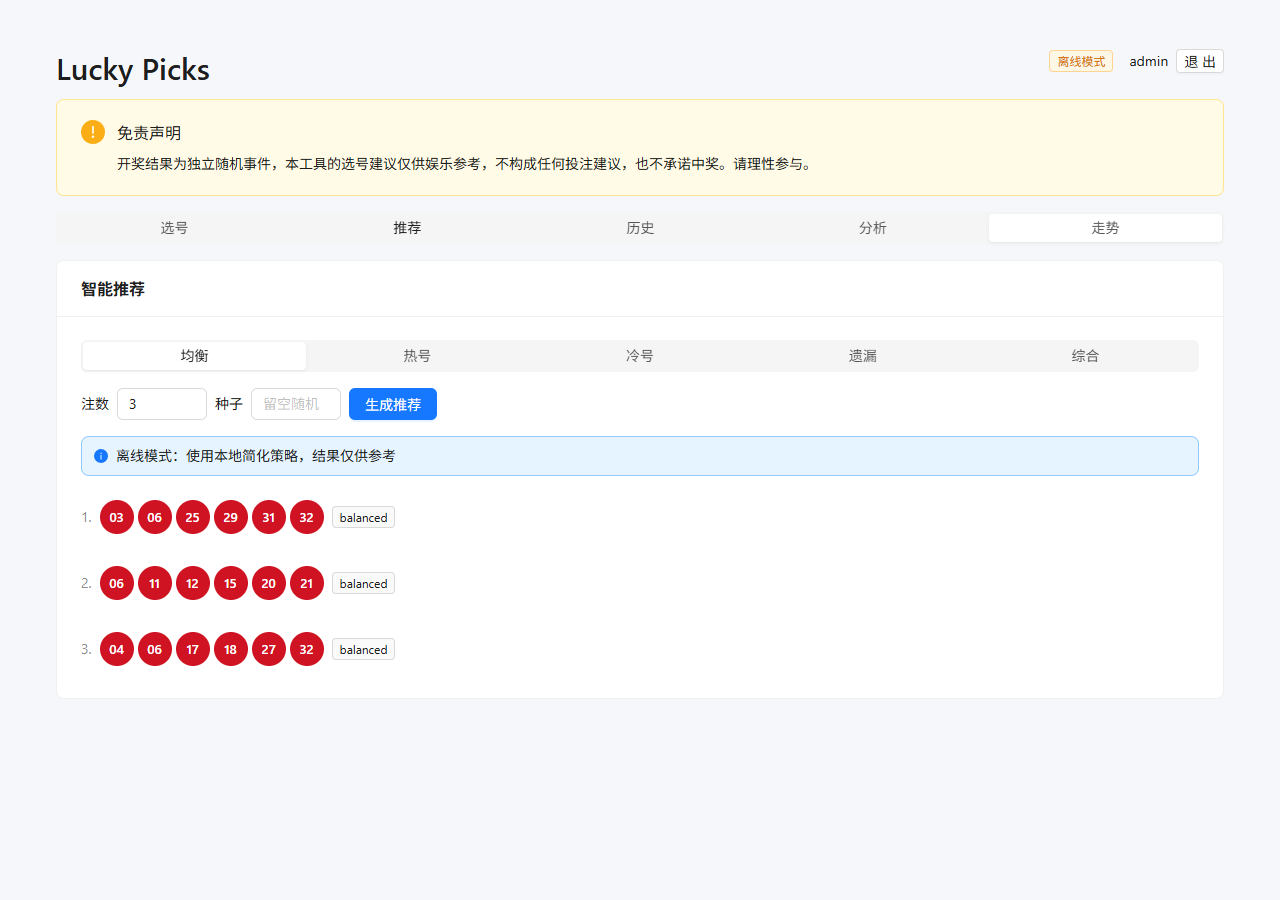 Lucky Picks
离线模式 admin 退 出
免责声明
开奖结果为独立随机事件，本工具的选号建议仅供娱乐参考，不构成任何投注建议，也不承诺中奖。请理性参与。
选号 推荐 历史 分析 走势
智能推荐
均衡 热号 冷号 遗漏 综合
注数 3 种子 留空随机 生成推荐
离线模式：使用本地简化策略，结果仅供参考
1. 03 06 25 29 31 32 balanced
2. 06 11 12 15 20 21 balanced
3. 04 06 17 18 27 32 balanced